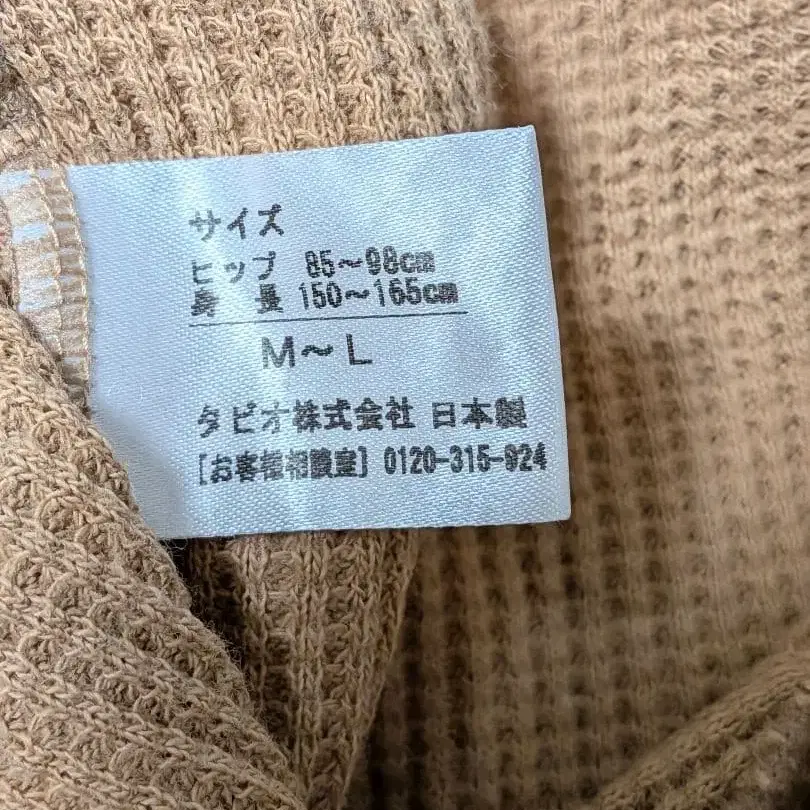 サイズ
ヒップ 85～98cm
身長 150～165cm
M～L
タビオ株式会社 日本製
[お客様相談室] 0120-315-924